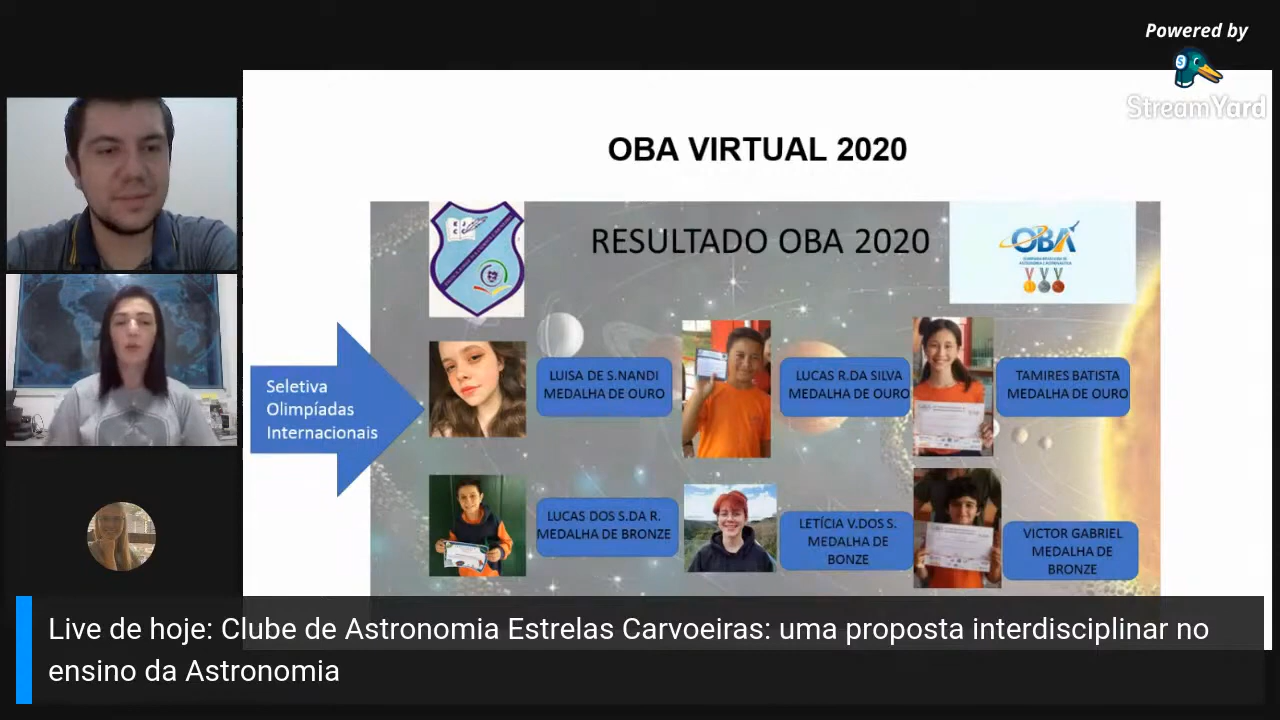 Powered by
StreamYard
OBA VIRTUAL 2020
RESULTADO OBA 2020
OBA
Seletiva
Olimpíadas
Internacionais
LUISA DE S.NANDI
MEDALHA DE OURO
LUCAS R.DA SILVA
MEDALHA DE OURO
TAMIRES BATISTA
MEDALHA DE OURO
LUCAS DOS S.DA R.
MEDALHA DE BRONZE
LETÍCIA V.DOS S.
MEDALHA DE
BONZE
VICTOR GABRIEL
MEDALHA DE
BRONZE
Live de hoje: Clube de Astronomia Estrelas Carvoeiras: uma proposta interdisciplinar no
ensino da Astronomia